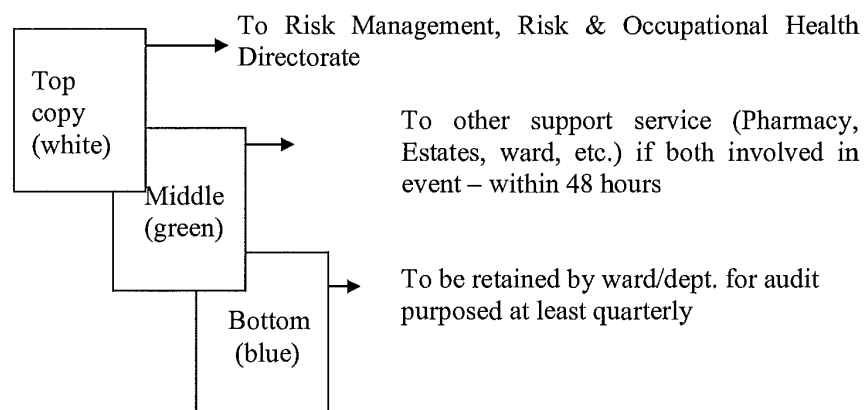 To Risk Management, Risk & Occupational Health
Directorate
Top
copy
(white)
To other support service (Pharmacy,
Estates, ward, etc.) if both involved in
event – within 48 hours
Middle
(green)
To be retained by ward/dept. for audit
purposed at least quarterly
Bottom
(blue)